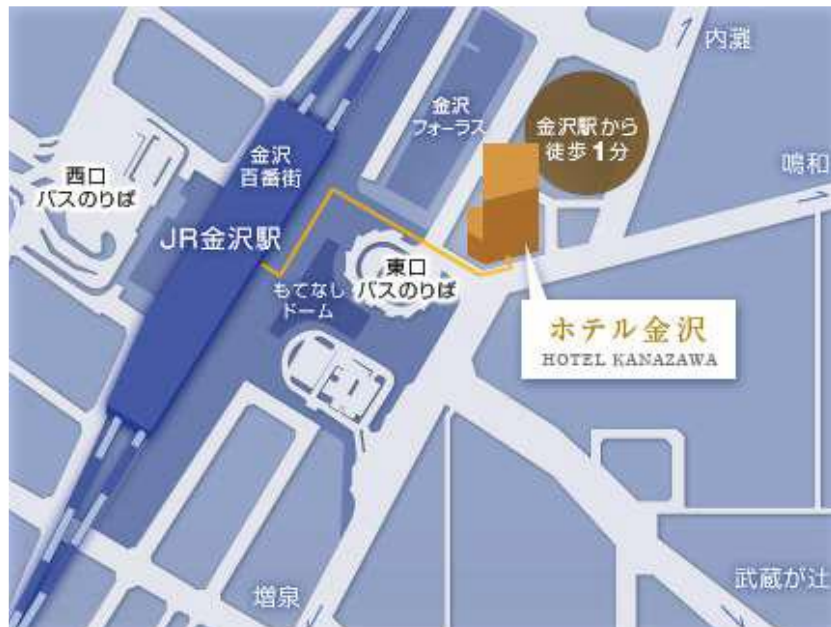 内灘
金沢
フォーラス
金沢駅から
徒歩1分
金沢
百番街
鳴和
西口
バスのりば
JR金沢駅
東口
バスのりば
もてなし
ドーム
ホテル金沢
HOTEL KANAZAWA
武蔵が辻
増泉